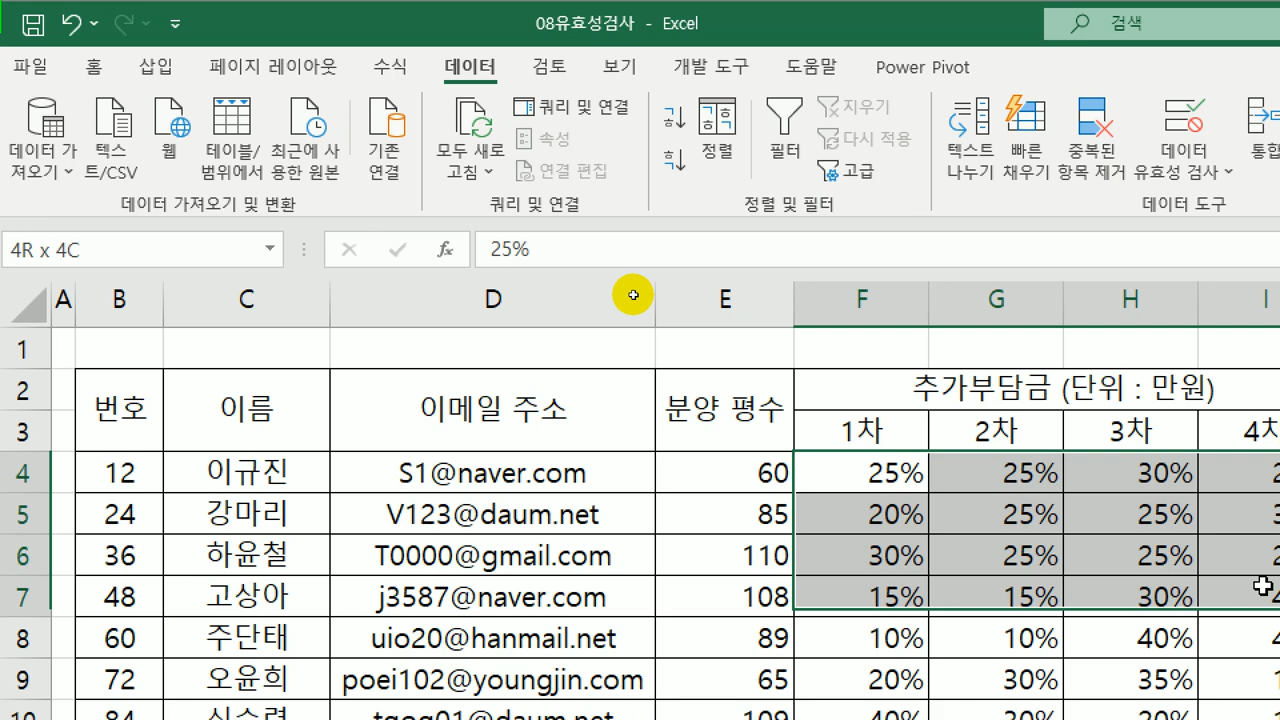 08유효성검사 - Excel
검색
파일 홈 삽입 페이지 레이아웃 수식 데이터 검토 보기 개발 도구 도움말 Power Pivot
데이터 가져오기
텍스트/CSV
웹
테이블/범위에서
최근에 사용한 원본
기존 연결
데이터 가져오기 및 변환
모두 새로 고침
쿼리 및 연결
속성
연결 편집
쿼리 및 연결
정렬
필터
지우기
다시 적용
고급
정렬 및 필터
텍스트 나누기
빠른 채우기
중복된 항목 제거
데이터 유효성 검사
통합
데이터 도구
4R x 4C fx 25%
A B C D E F G H I
1
2 번호 이름 이메일 주소 분양 평수 추가부담금 (단위 : 만원)
3 1차 2차 3차 4차
4 12 이규진 S1@naver.com 60 25% 25% 30% 2
5 24 강마리 V123@daum.net 85 20% 25% 25% 3
6 36 하윤철 T0000@gmail.com 110 30% 25% 25% 2
7 48 고상아 j3587@naver.com 108 15% 15% 30% 4
8 60 주단태 uio20@hanmail.net 89 10% 10% 40% 4
9 72 오윤희 poei102@youngjin.com 65 20% 30% 35% 1